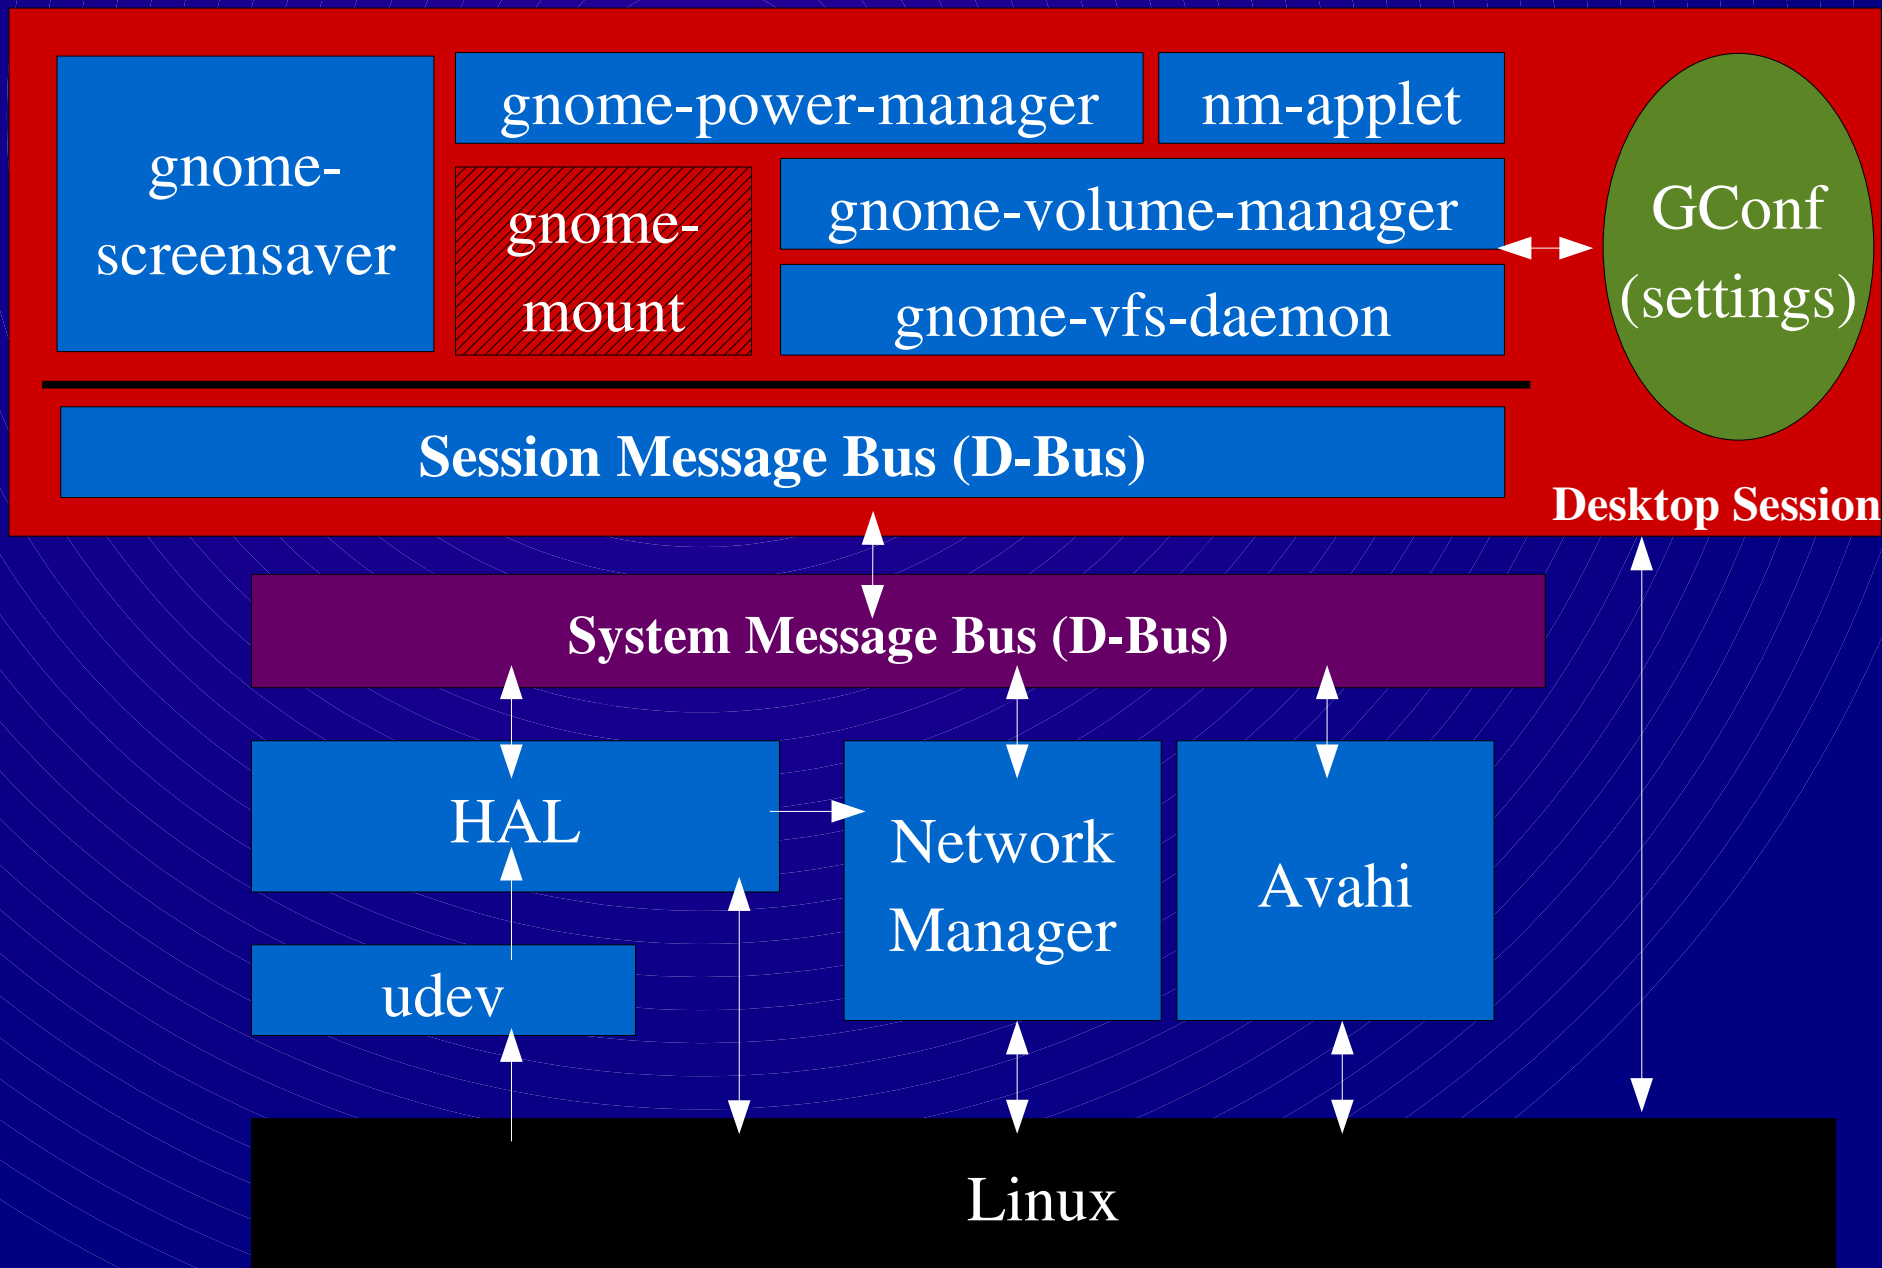 gnome-
screensaver
gnome-power-manager
nm-applet
gnome-
mount
gnome-volume-manager
gnome-vfs-daemon
GConf
(settings)
Session Message Bus (D-Bus)
Desktop Session
System Message Bus (D-Bus)
HAL
Network
Manager
Avahi
udev
Linux